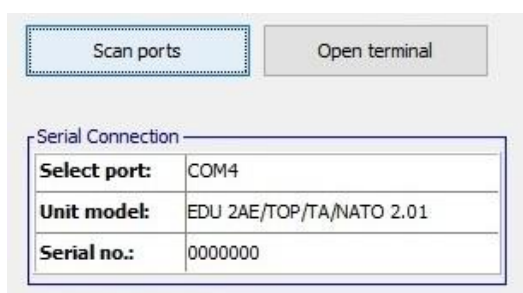 Scan ports Open terminal
Serial Connection
Select port: COM4
Unit model: EDU 2AE/TOP/TA/NATO 2.01
Serial no.: 0000000